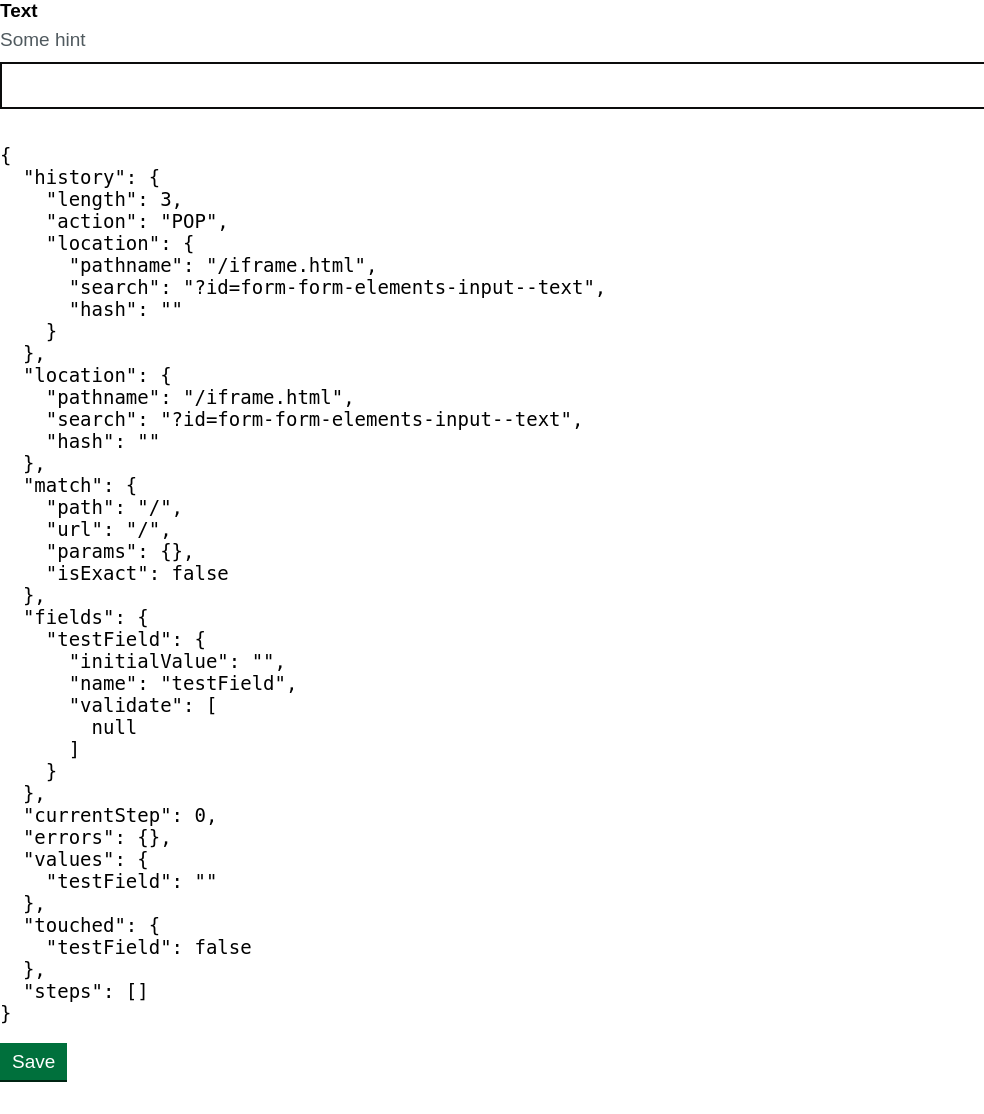 Text
Some hint
{
  "history": {
    "length": 3,
    "action": "POP",
    "location": {
      "pathname": "/iframe.html",
      "search": "?id=form-form-elements-input--text",
      "hash": ""
    }
  },
  "location": {
    "pathname": "/iframe.html",
    "search": "?id=form-form-elements-input--text",
    "hash": ""
  },
  "match": {
    "path": "/",
    "url": "/",
    "params": {},
    "isExact": false
  },
  "fields": {
    "testField": {
      "initialValue": "",
      "name": "testField",
      "validate": [
        null
      ]
    }
  },
  "currentStep": 0,
  "errors": {},
  "values": {
    "testField": ""
  },
  "touched": {
    "testField": false
  },
  "steps": []
}
Save